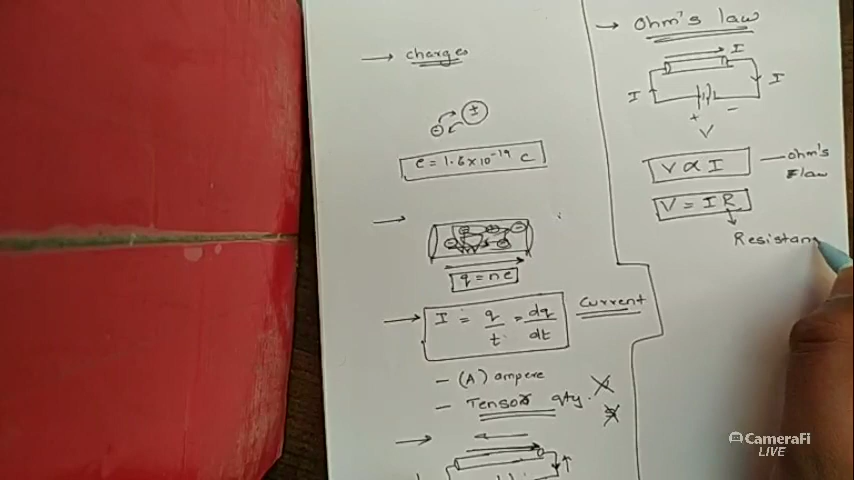 → charges
+
-
e = 1.6 x 10⁻¹⁹ c
→
q = ne
→ I = q/t = dq/dt current
- (A) ampere
- Tensor qty.
→
→ Ohm's law
I
I I
+ -
V
V ∝ I — ohm's law
V = IR
Resistan
CameraFi
LIVE